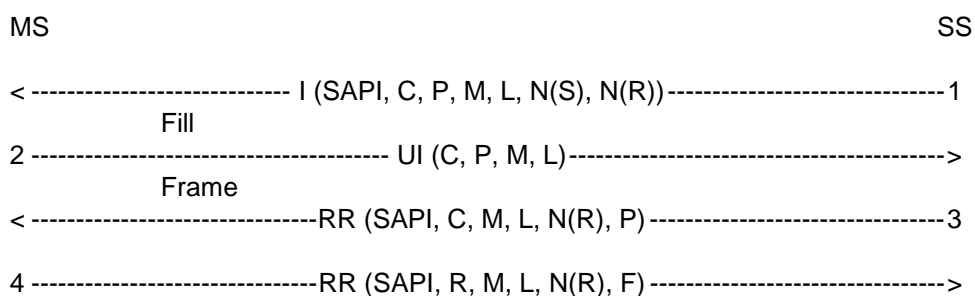 MS SS
< ----------------------------- I (SAPI, C, P, M, L, N(S), N(R))-------------------------------1
Fill
2 ---------------------------------------- UI (C, P, M, L)------------------------------------------>
Frame
< --------------------------------RR (SAPI, C, M, L, N(R), P) ---------------------------------3
4 --------------------------------RR (SAPI, R, M, L, N(R), F) --------------------------------->